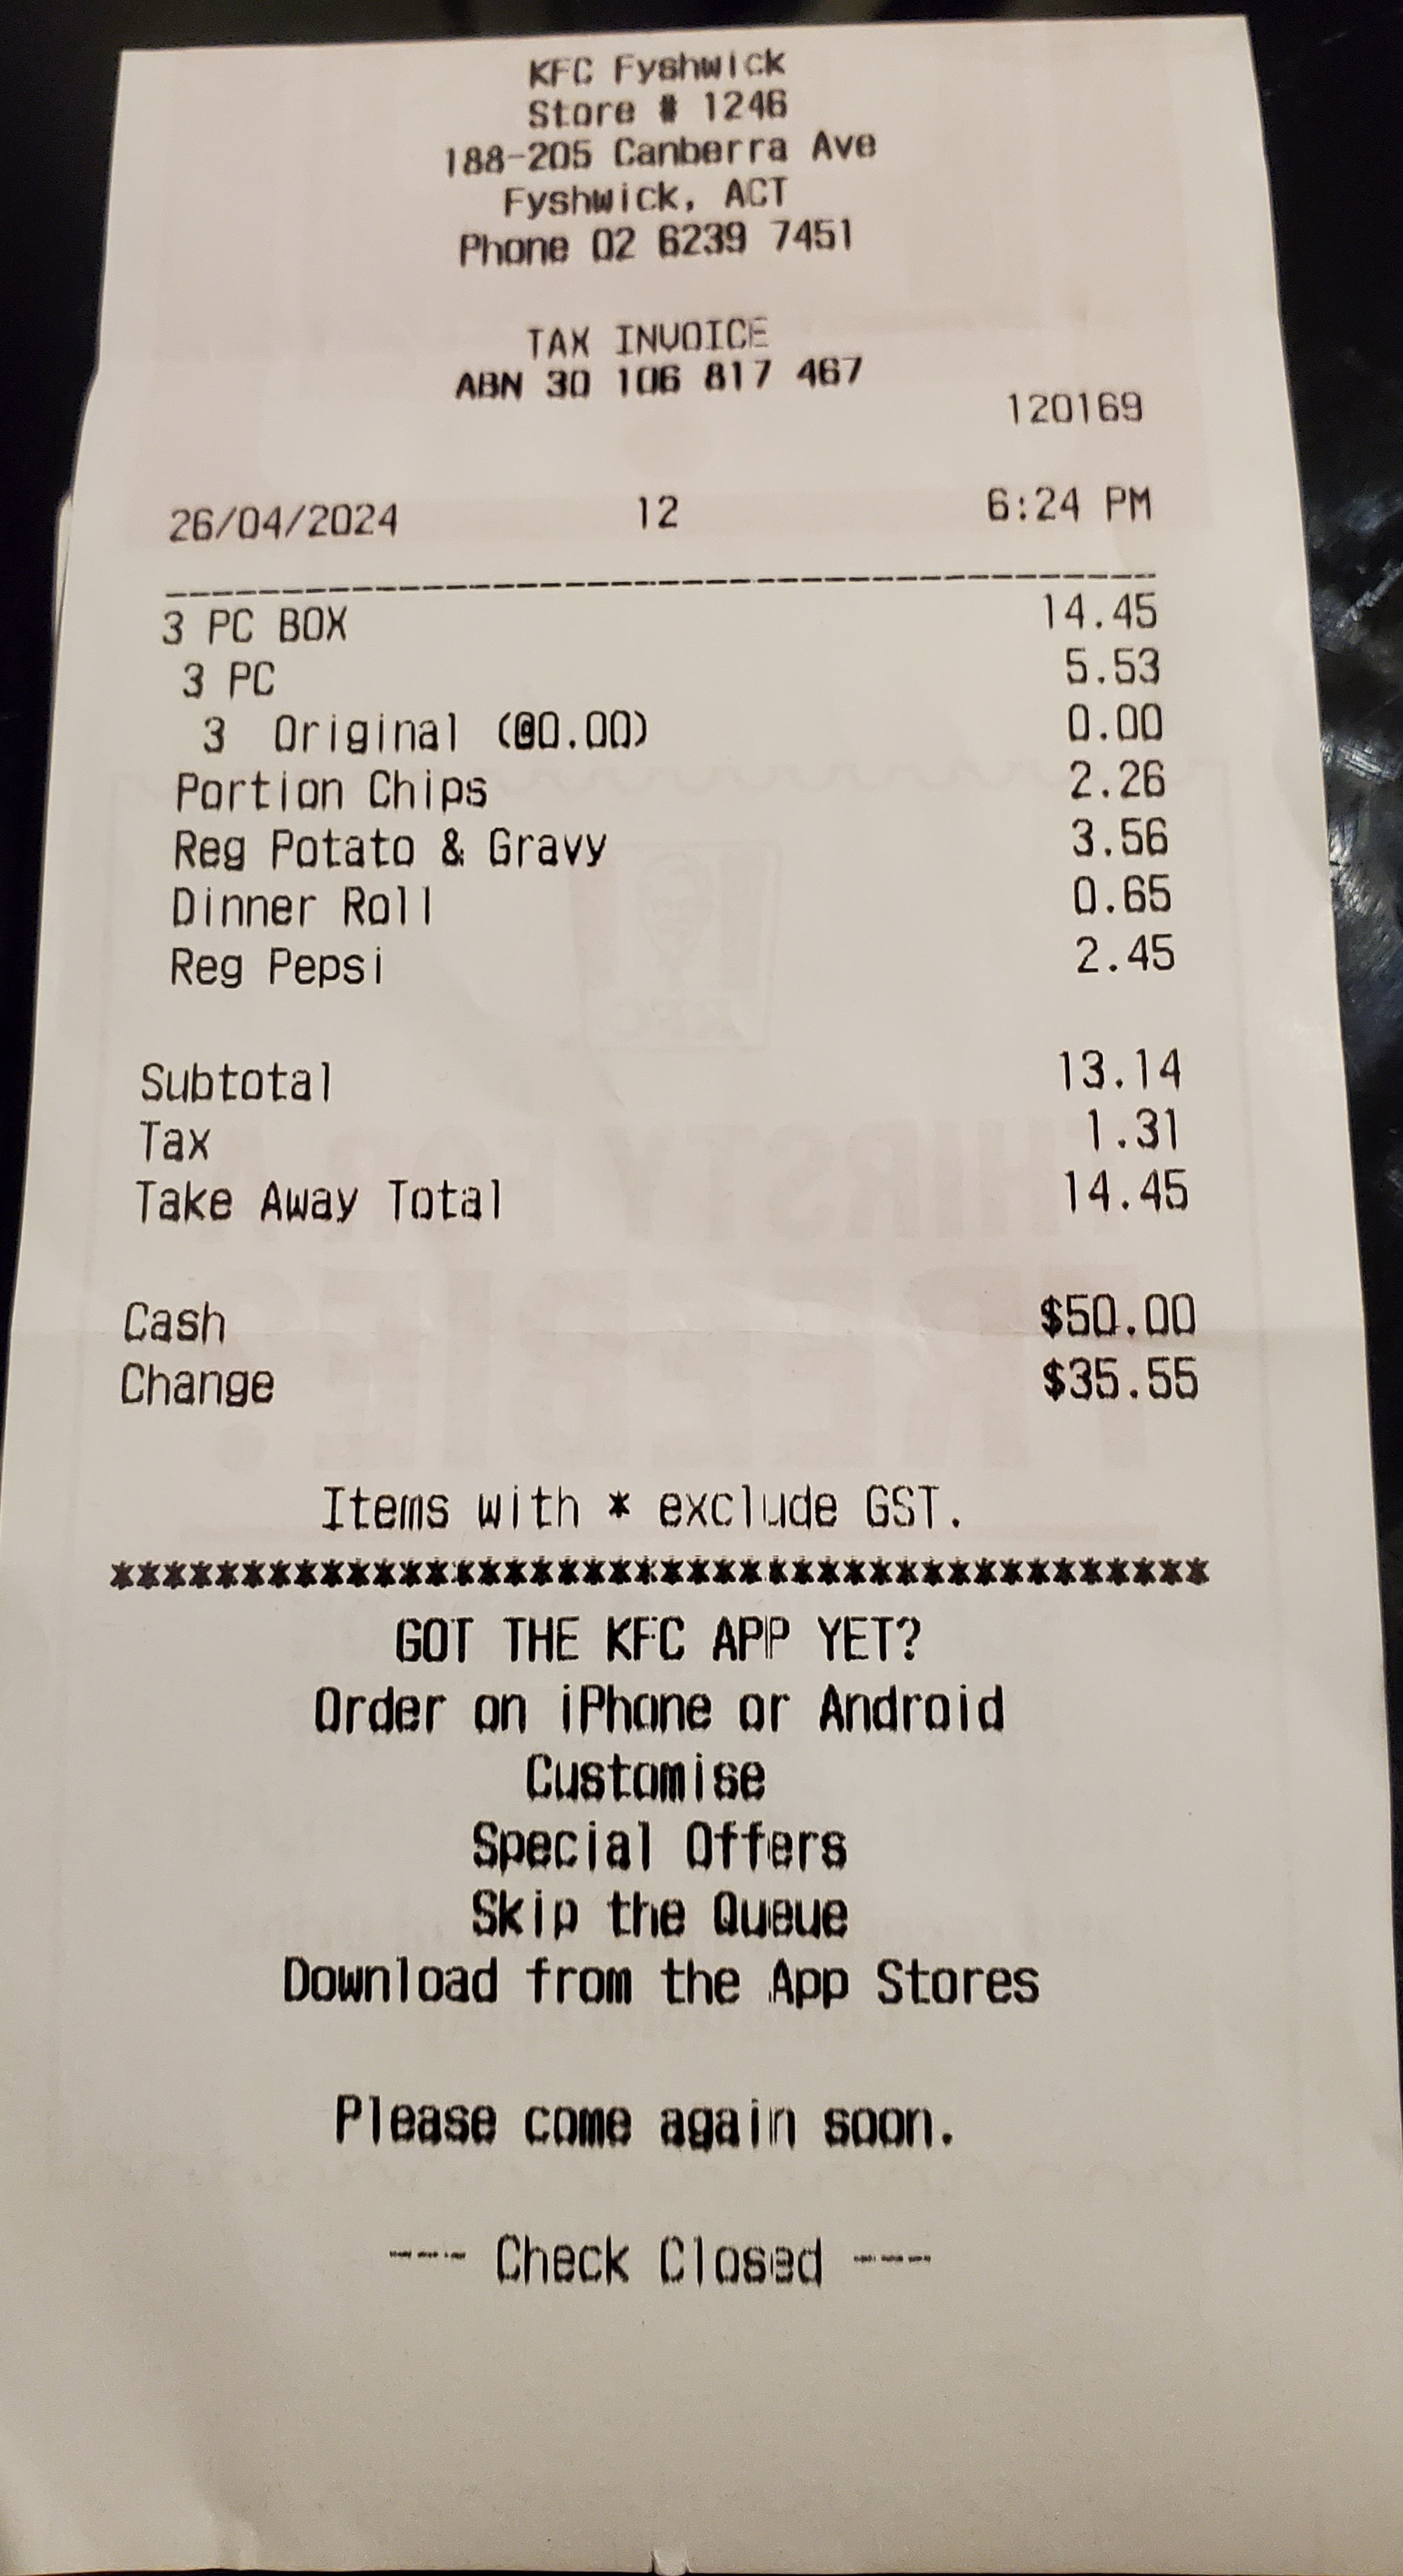 KFC Fyshwick
Store # 1246
188-205 Canberra Ave
Fyshwick, ACT
Phone 02 6239 7451
TAX INVOICE
ABN 30 106 817 467
120169
26/04/2024 12 6:24 PM
----------------------------------------
3 PC BOX 14.45
3 PC 5.53
3 Original (@0.00) 0.00
Portion Chips 2.26
Reg Potato & Gravy 3.56
Dinner Roll 0.65
Reg Pepsi 2.45
Subtotal 13.14
Tax 1.31
Take Away Total 14.45
Cash $50.00
Change $35.55
Items with * exclude GST.
******************************************
GOT THE KFC APP YET?
Order on iPhone or Android
Customise
Special Offers
Skip the Queue
Download from the App Stores
Please come again soon.
--- Check Closed ---